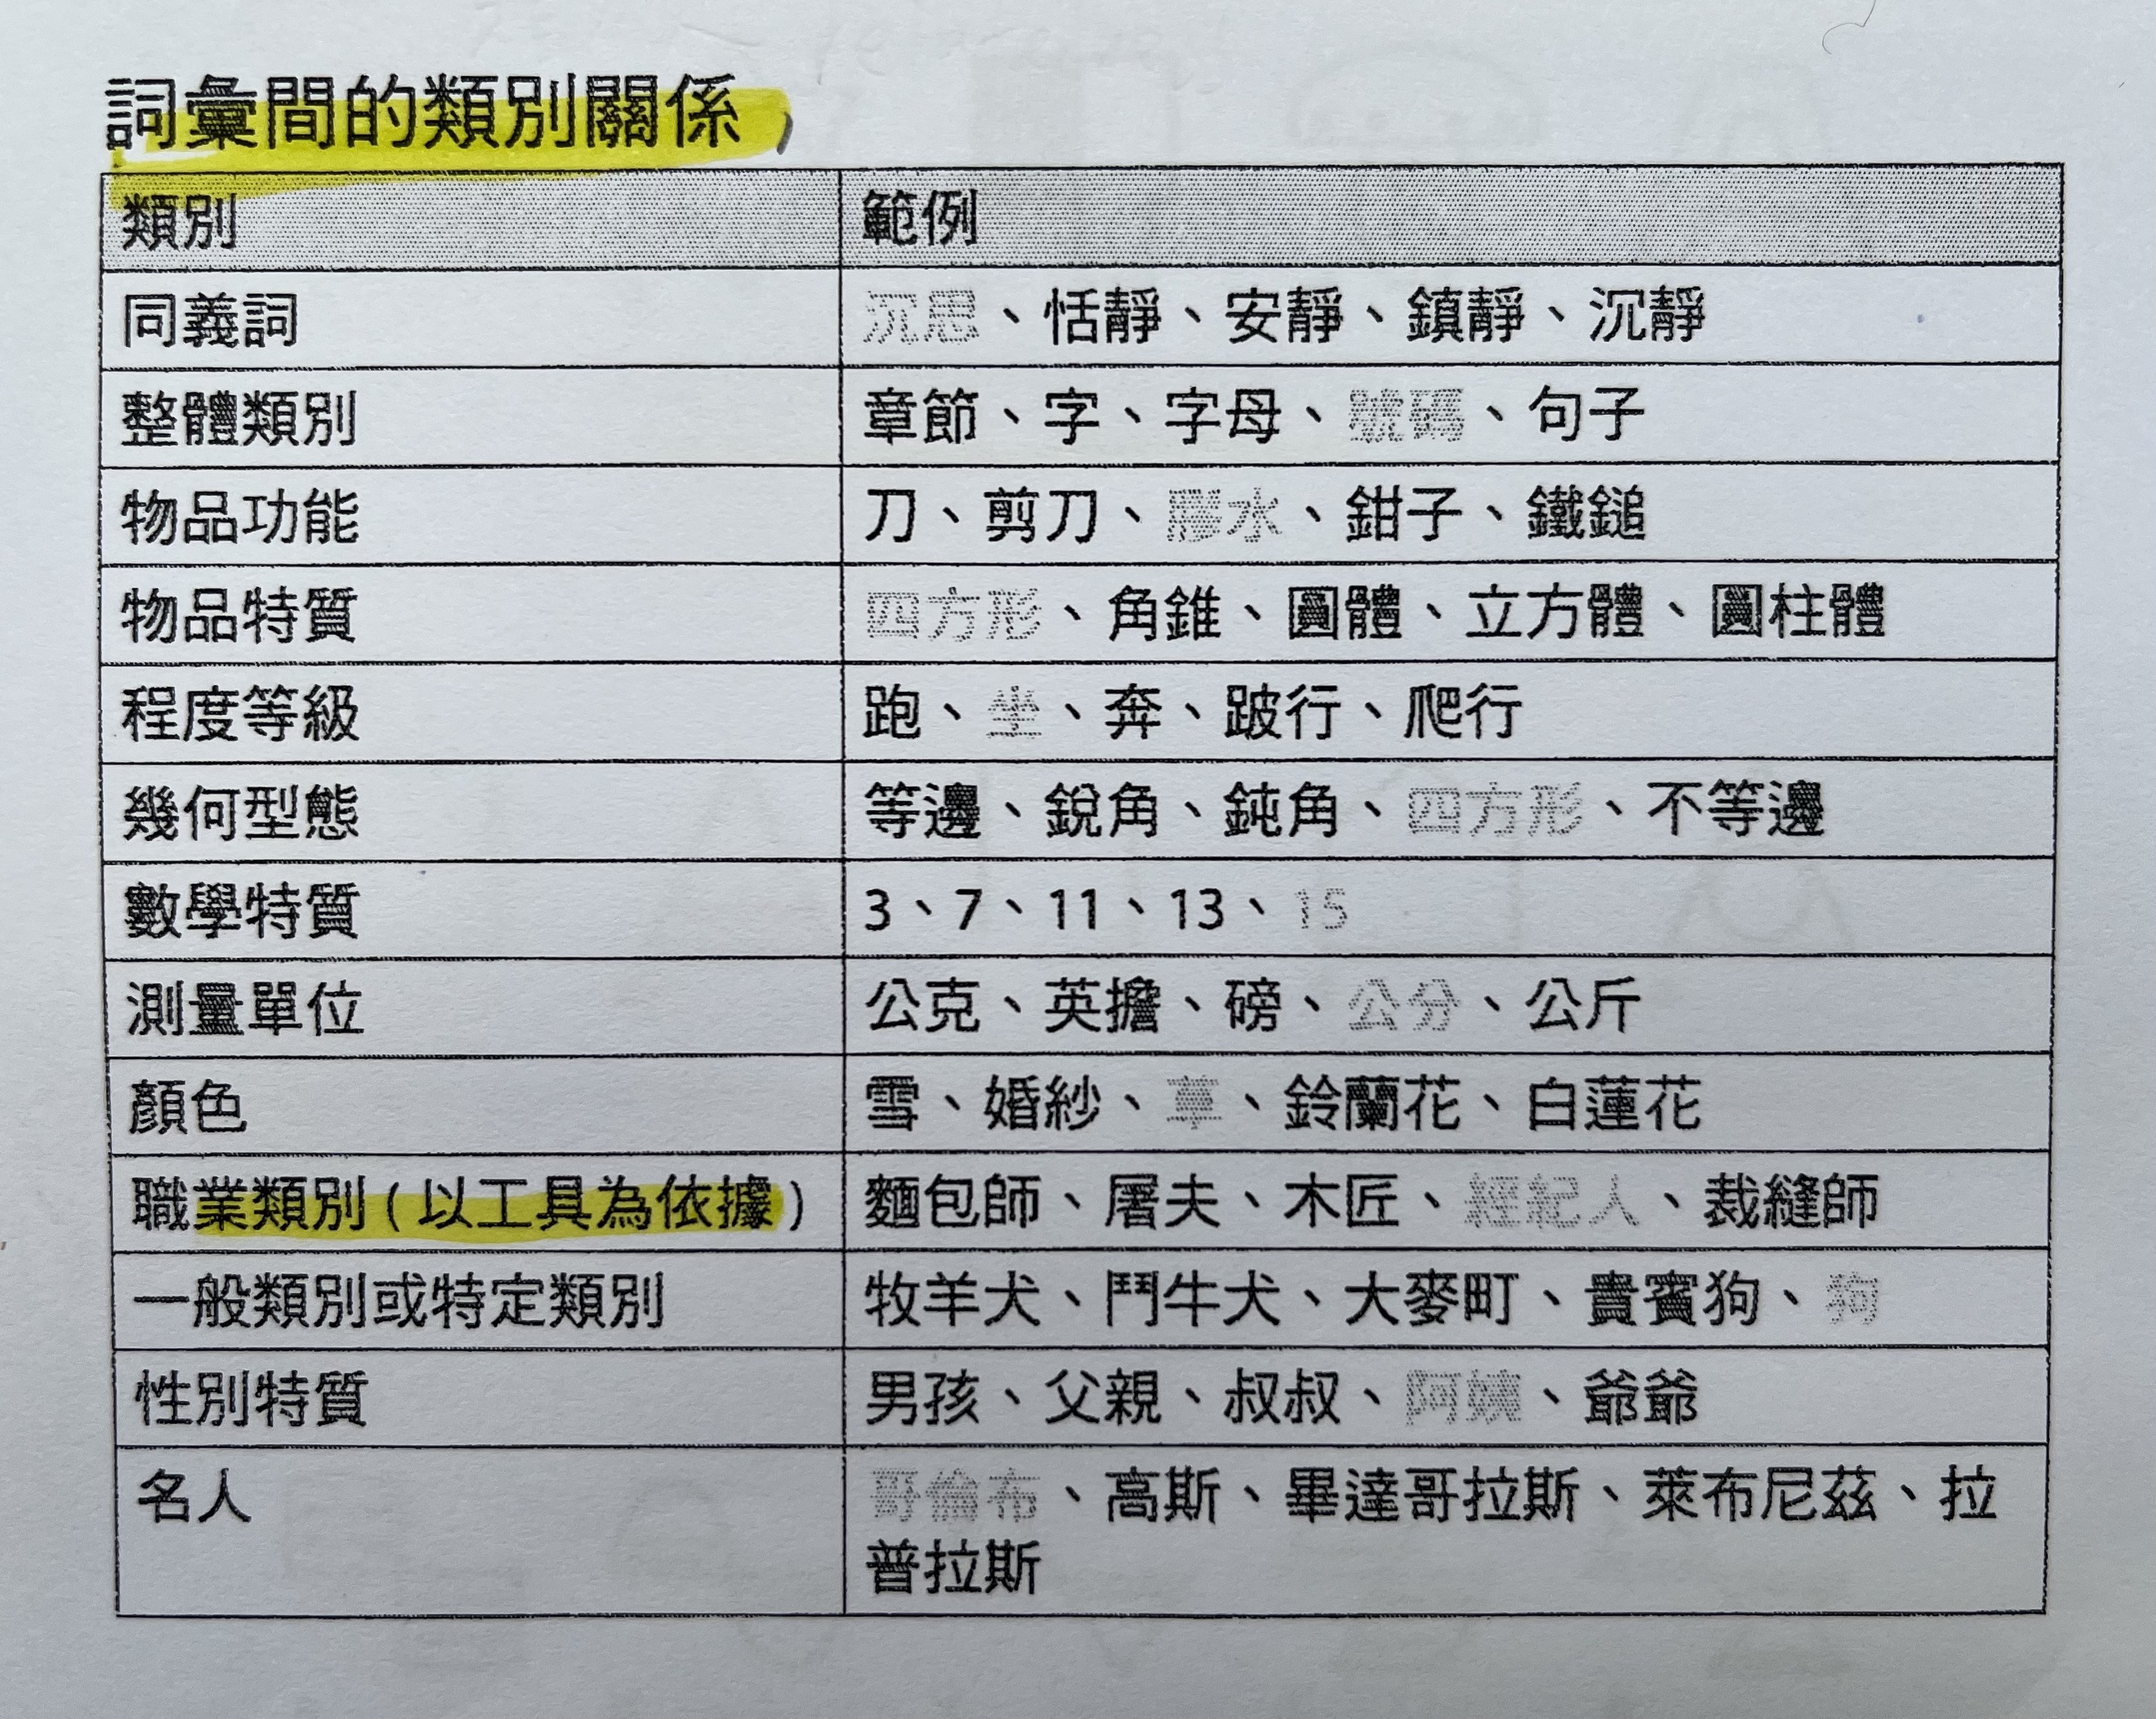 詞彙間的類別關係
類別 範例
同義詞 沉思、恬靜、安靜、鎮靜、沉靜
整體類別 章節、字、字母、號碼、句子
物品功能 刀、剪刀、膠水、鉗子、鐵鎚
物品特質 四方形、角錐、圓體、立方體、圓柱體
程度等級 跑、坐、奔、跛行、爬行
幾何型態 等邊、銳角、鈍角、四方形、不等邊
數學特質 3、7、11、13、15
測量單位 公克、英擔、磅、公分、公斤
顏色 雪、婚紗、草、鈴蘭花、白蓮花
職業類別(以工具為依據) 麵包師、屠夫、木匠、經紀人、裁縫師
一般類別或特定類別 牧羊犬、鬥牛犬、大麥町、貴賓狗、狗
性別特質 男孩、父親、叔叔、阿姨、爺爺
名人 哥倫布、高斯、畢達哥拉斯、萊布尼茲、拉
普拉斯